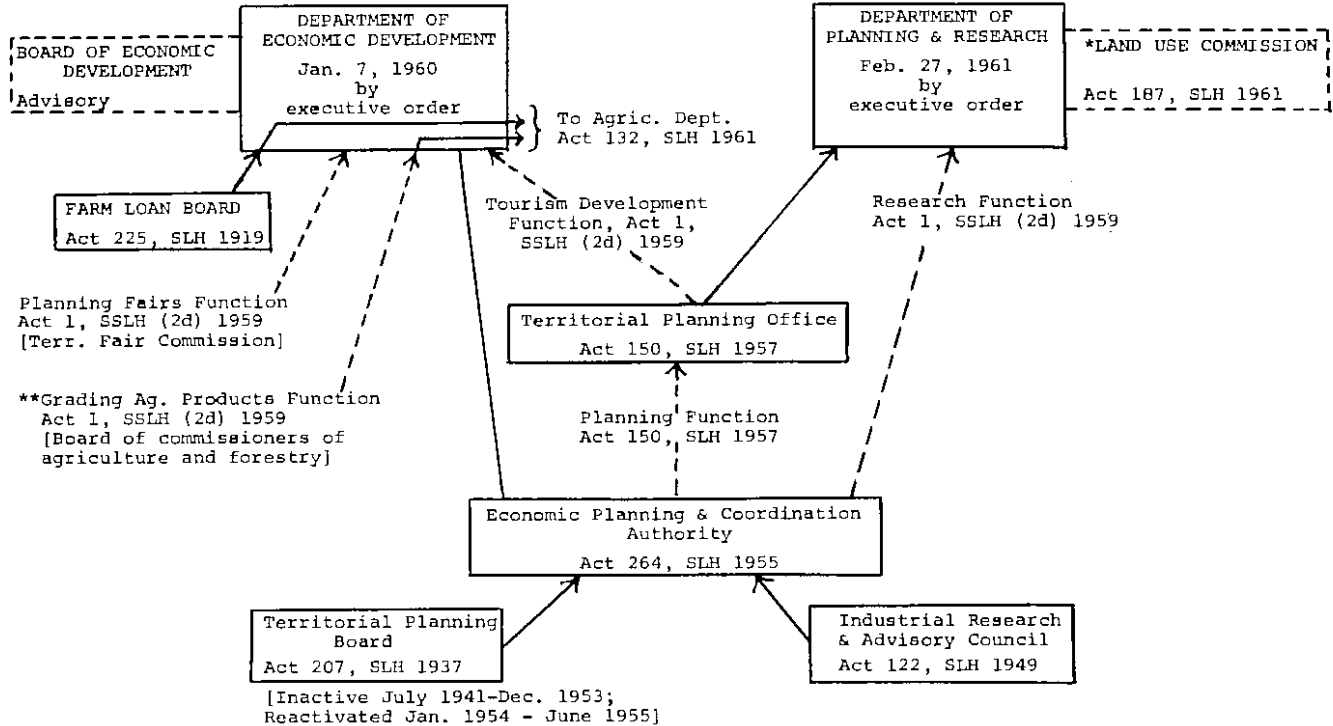 DEPARTMENT OF
ECONOMIC DEVELOPMENT
Jan. 7, 1960
by
executive order
BOARD OF ECONOMIC
DEVELOPMENT
Advisory
DEPARTMENT OF
PLANNING & RESEARCH
Feb. 27, 1961
by
executive order
*LAND USE COMMISSION
Act 187, SLH 1961
To Agric. Dept.
Act 132, SLH 1961
FARM LOAN BOARD
Act 225, SLH 1919
Tourism Development
Function, Act 1,
SSLH (2d) 1959
Research Function
Act 1, SSLH (2d) 1959
Planning Fairs Function
Act 1, SSLH (2d) 1959
[Terr. Fair Commission]
Territorial Planning Office
Act 150, SLH 1957
**Grading Ag. Products Function
Act 1, SSLH (2d) 1959
[Board of commissioners of
agriculture and forestry]
Planning Function
Act 150, SLH 1957
Economic Planning & Coordination
Authority
Act 264, SLH 1955
Territorial Planning
Board
Act 207, SLH 1937
[Inactive July 1941-Dec. 1953;
Reactivated Jan. 1954 - June 1955]
Industrial Research
& Advisory Council
Act 122, SLH 1949